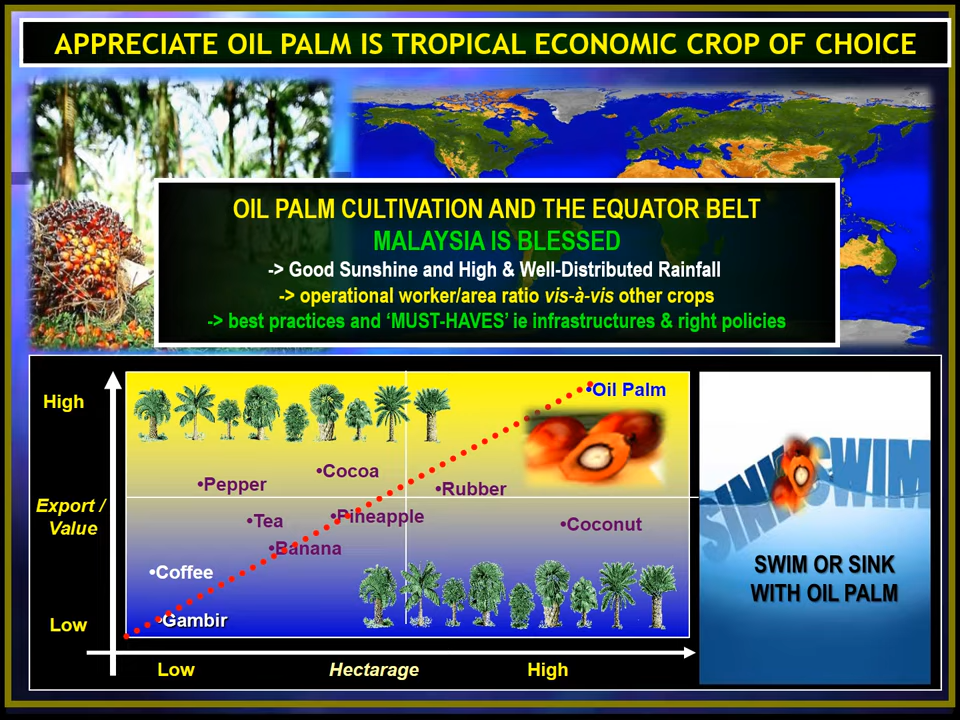 APPRECIATE OIL PALM IS TROPICAL ECONOMIC CROP OF CHOICE
OIL PALM CULTIVATION AND THE EQUATOR BELT
MALAYSIA IS BLESSED
-> Good Sunshine and High & Well-Distributed Rainfall
-> operational worker/area ratio vis-à-vis other crops
-> best practices and ‘MUST-HAVES’ ie infrastructures & right policies
High
Export /
Value
Low
•Oil Palm
•Cocoa
•Pepper
•Rubber
•Pineapple
•Tea
•Coconut
•Banana
•Coffee
•Gambir
Low
Hectarage
High
SINK
SWIM
SWIM OR SINK
WITH OIL PALM